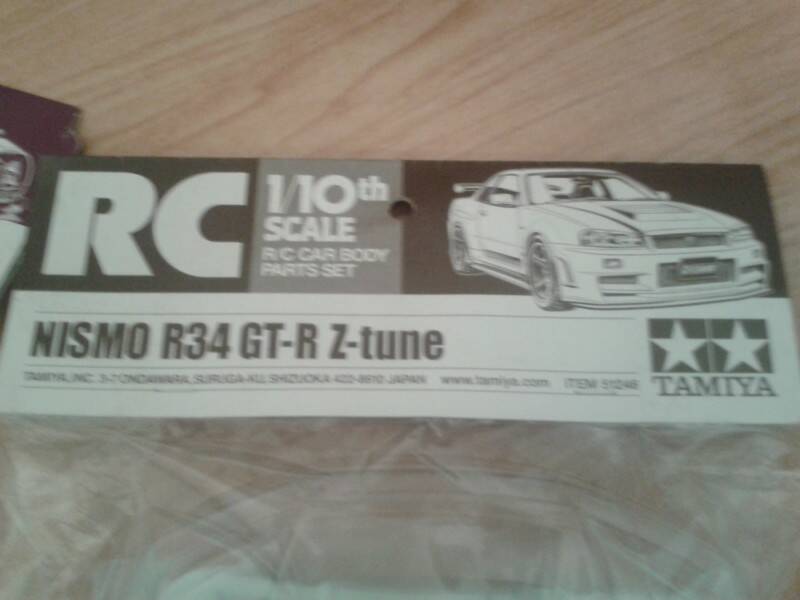 RC
1/10th
SCALE
R/C CAR BODY
PARTS SET
NISMO R34 GT-R Z-tune
TAMIYA, INC. 3-7 ONDAWARA, SURUGA-KU, SHIZUOKA 422-8610 JAPAN www.tamiya.com ITEM 51246
TAMIYA